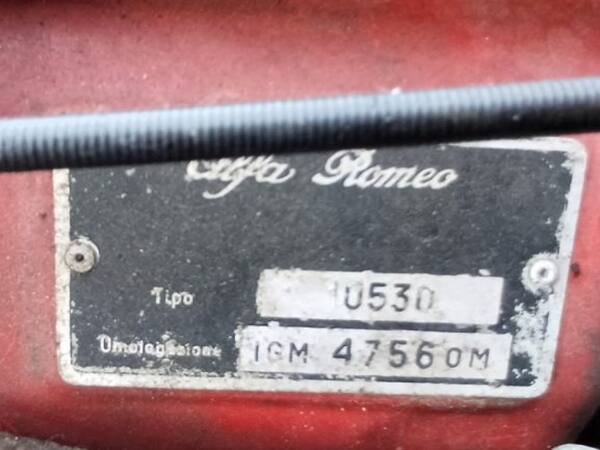 Alfa Romeo
Tipo 10530
Omologazione IGM 4756 OM